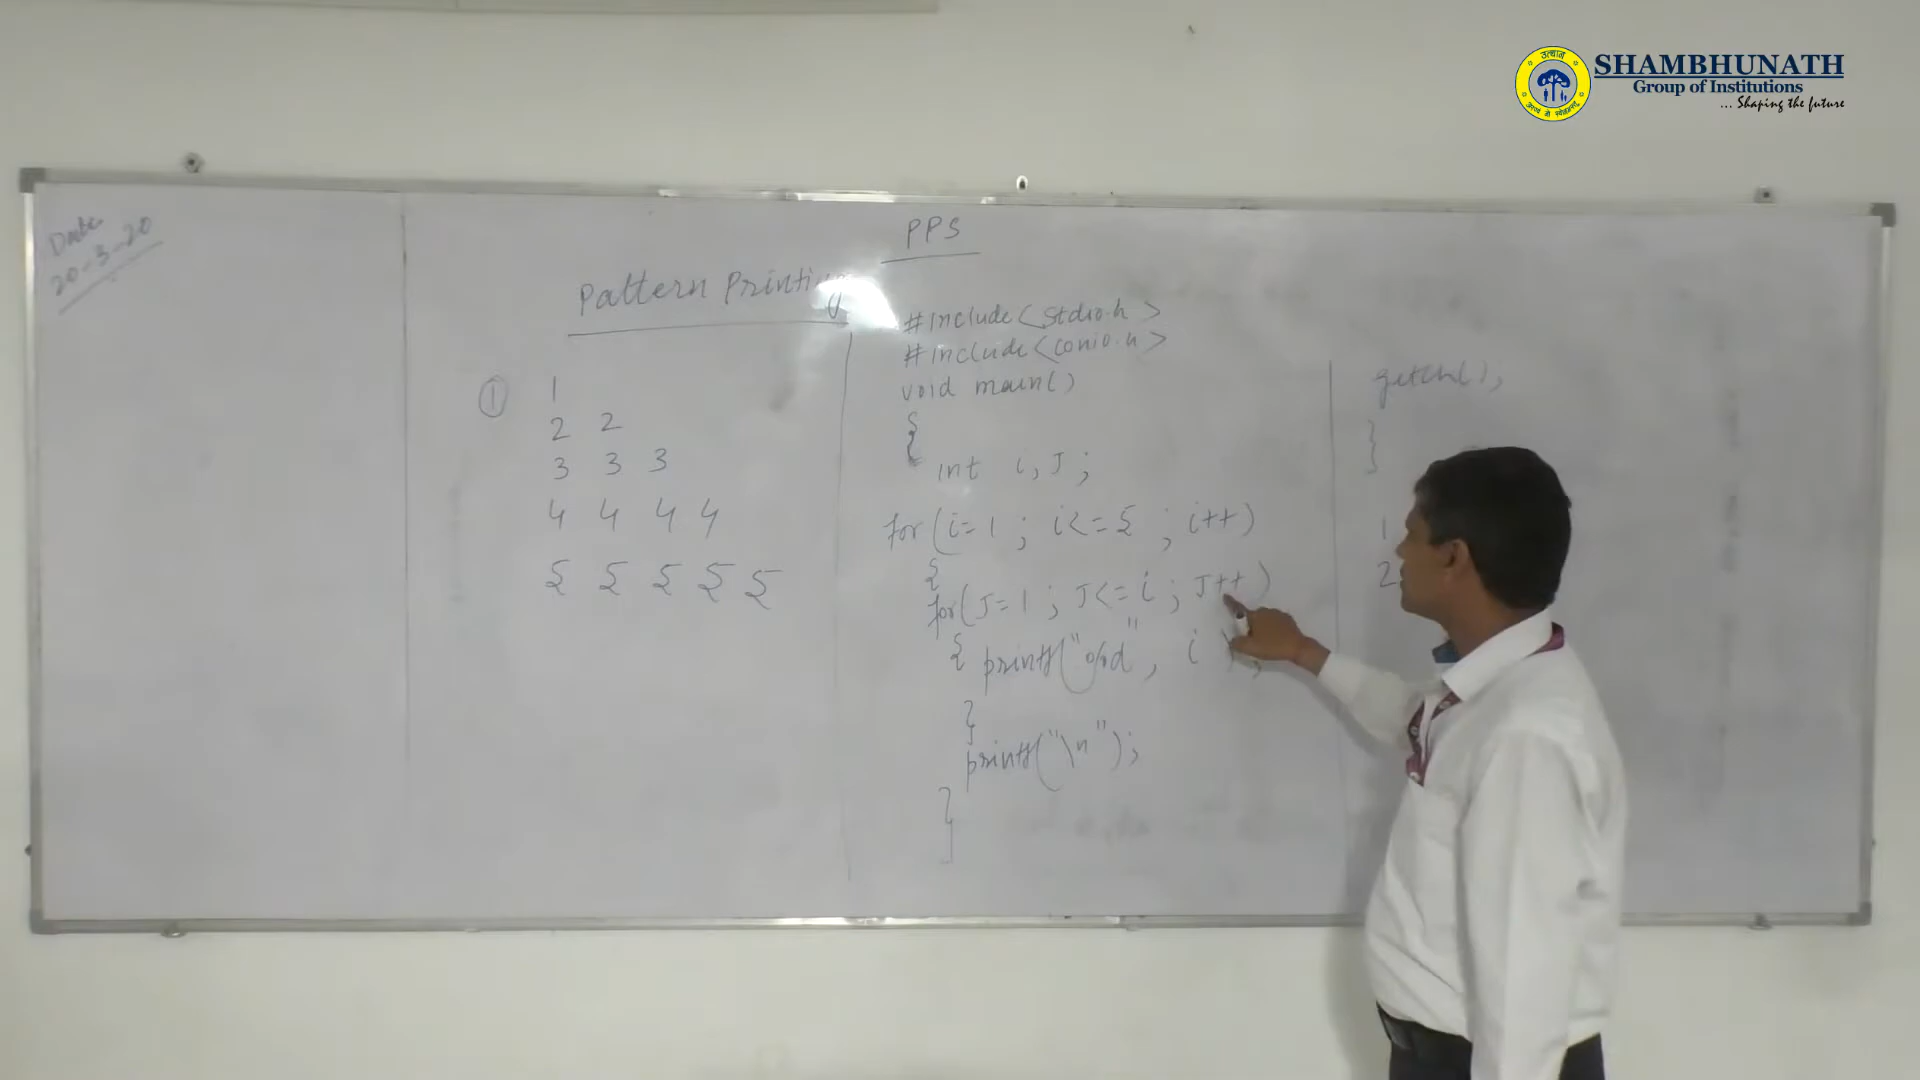 उत्थान
SHAMBHUNATH
Group of Institutions
... Shaping the future
Date
20-3-20
PPS
Pattern Printing
①
1
2 2
3 3 3
4 4 4 4
5 5 5 5 5
#include<stdio.h>
#include<conio.h>
void main()
{
int i, J ;
for (i=1 ; i<=5 ; i++)
{
for(J=1 ; J<=i ; J++)
{ printf("%d", i );
}
printf("\n");
}
getch();
}
1
2